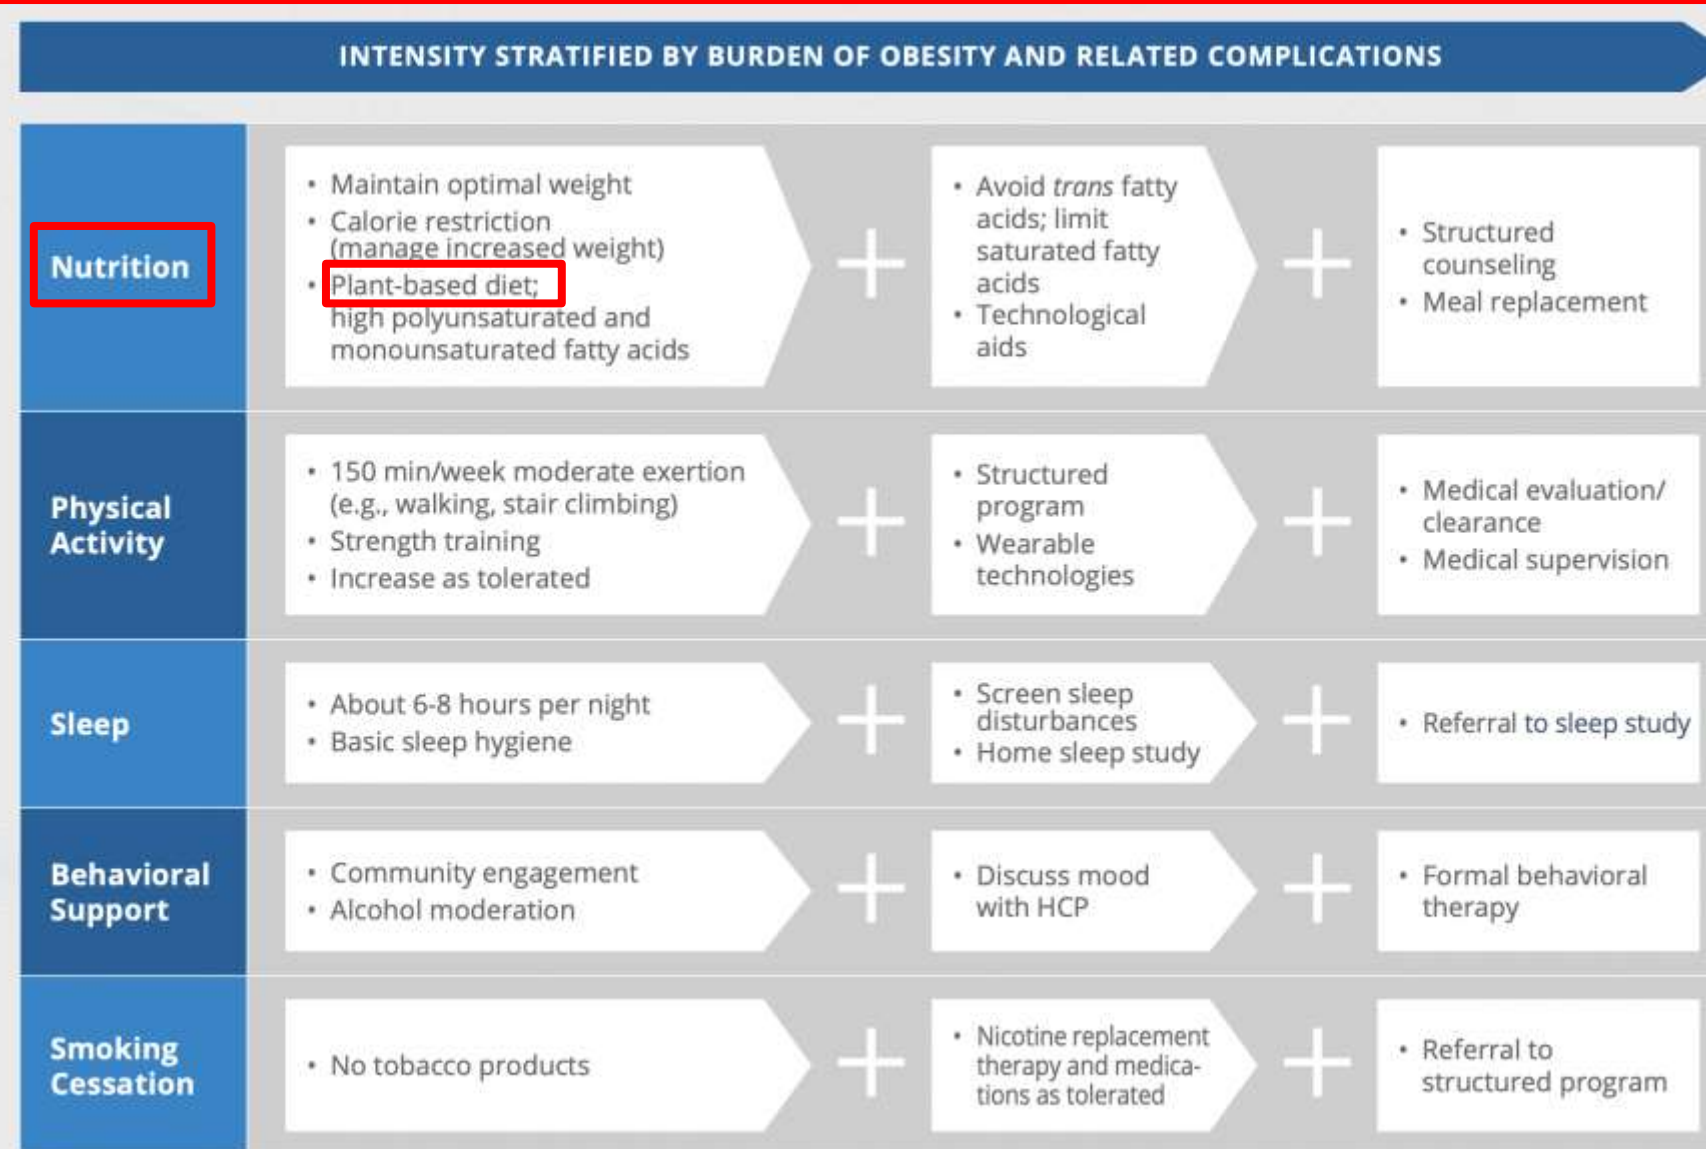 INTENSITY STRATIFIED BY BURDEN OF OBESITY AND RELATED COMPLICATIONS
Nutrition
• Maintain optimal weight
• Calorie restriction
(manage increased weight)
• Plant-based diet;
high polyunsaturated and
monounsaturated fatty acids
+
• Avoid trans fatty
acids; limit
saturated fatty
acids
• Technological
aids
+
• Structured
counseling
• Meal replacement
Physical
Activity
• 150 min/week moderate exertion
(e.g., walking, stair climbing)
• Strength training
• Increase as tolerated
+
• Structured
program
• Wearable
technologies
+
• Medical evaluation/
clearance
• Medical supervision
Sleep
• About 6-8 hours per night
• Basic sleep hygiene
+
• Screen sleep
disturbances
• Home sleep study
+
• Referral to sleep study
Behavioral
Support
• Community engagement
• Alcohol moderation
+
• Discuss mood
with HCP
+
• Formal behavioral
therapy
Smoking
Cessation
• No tobacco products
+
• Nicotine replacement
therapy and medica-
tions as tolerated
+
• Referral to
structured program